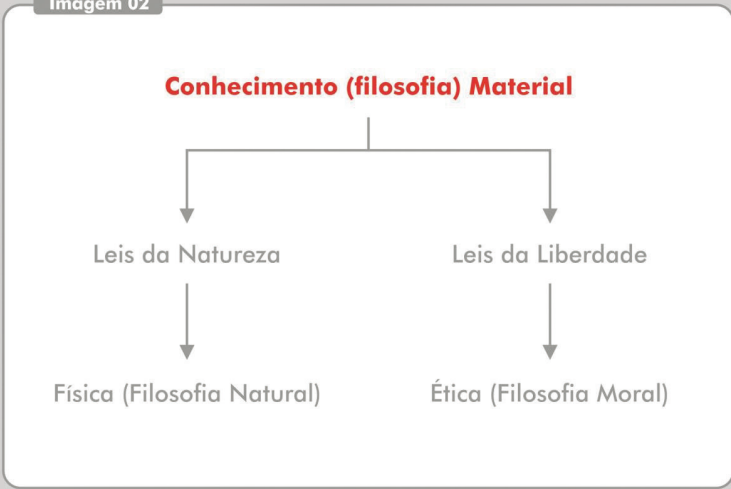 Imagem 02
Conhecimento (filosofia) Material
Leis da Natureza
Leis da Liberdade
Física (Filosofia Natural)
Ética (Filosofia Moral)